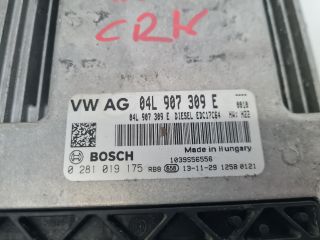 CRK
VW AG 04L 907 309 E 0010
04L 907 309 E DIESEL EDC17C64 HW: H22
Made in Hungary
BOSCH 1039S56556
0 281 019 175 RB8 650 13-11-29 1258 0121